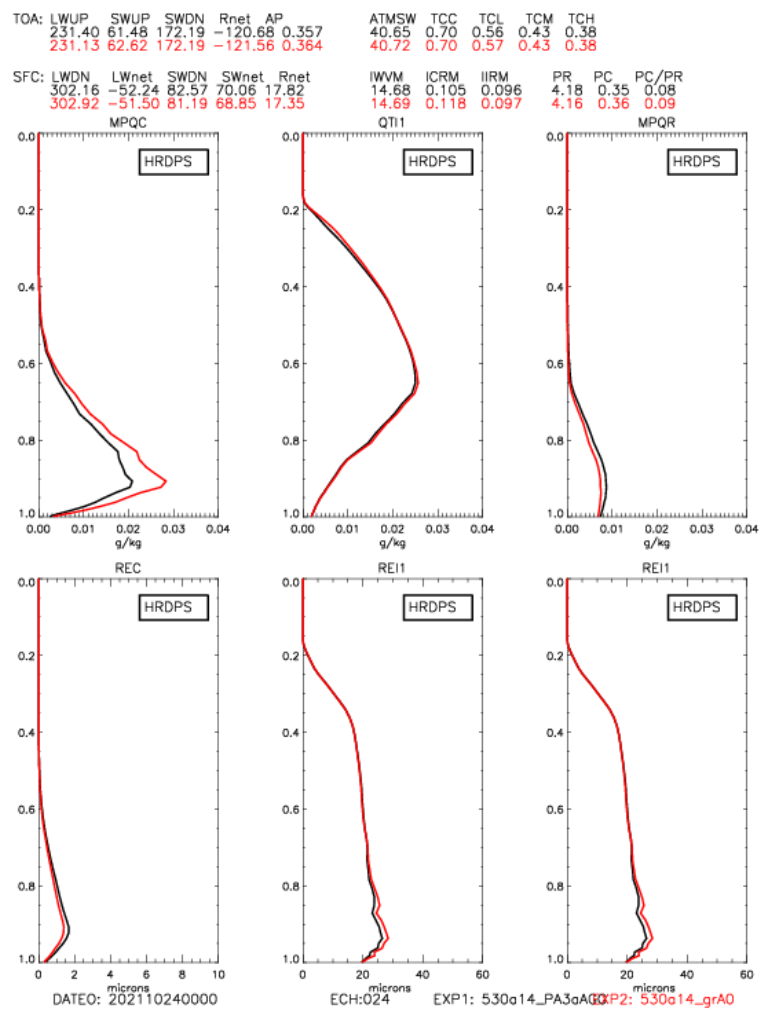 TOA: LWUP SWUP SWDN Rnet AP ATMSW TCC TCL TCM TCH
231.40 61.48 172.19 -120.68 0.357 40.65 0.70 0.56 0.43 0.38
231.13 62.62 172.19 -121.56 0.364 40.72 0.70 0.57 0.43 0.38
SFC: LWDN LWnet SWDN SWnet Rnet IWVM ICRM IIRM PR PC PC/PR
302.16 -52.24 82.57 70.06 17.82 14.68 0.105 0.096 4.18 0.35 0.08
302.92 -51.50 81.19 68.85 17.35 14.69 0.118 0.097 4.16 0.36 0.09
MPQC QTI1 MPQR
0.0 0.0 0.0
HRDPS HRDPS HRDPS
0.2 0.2 0.2
0.4 0.4 0.4
0.6 0.6 0.6
0.8 0.8 0.8
1.0 1.0 1.0
0.00 0.01 0.02 0.03 0.04 0.00 0.01 0.02 0.03 0.04 0.00 0.01 0.02 0.03 0.04
g/kg g/kg g/kg
REC REI1 REI1
0.0 0.0 0.0
HRDPS HRDPS HRDPS
0.2 0.2 0.2
0.4 0.4 0.4
0.6 0.6 0.6
0.8 0.8 0.8
1.0 1.0 1.0
0 2 4 6 8 10 0 20 40 60 0 20 40 60
microns microns microns
DATEO: 202110240000 ECH:024 EXP1: 530a14_PA3aA EXP2: 530a14_grA0